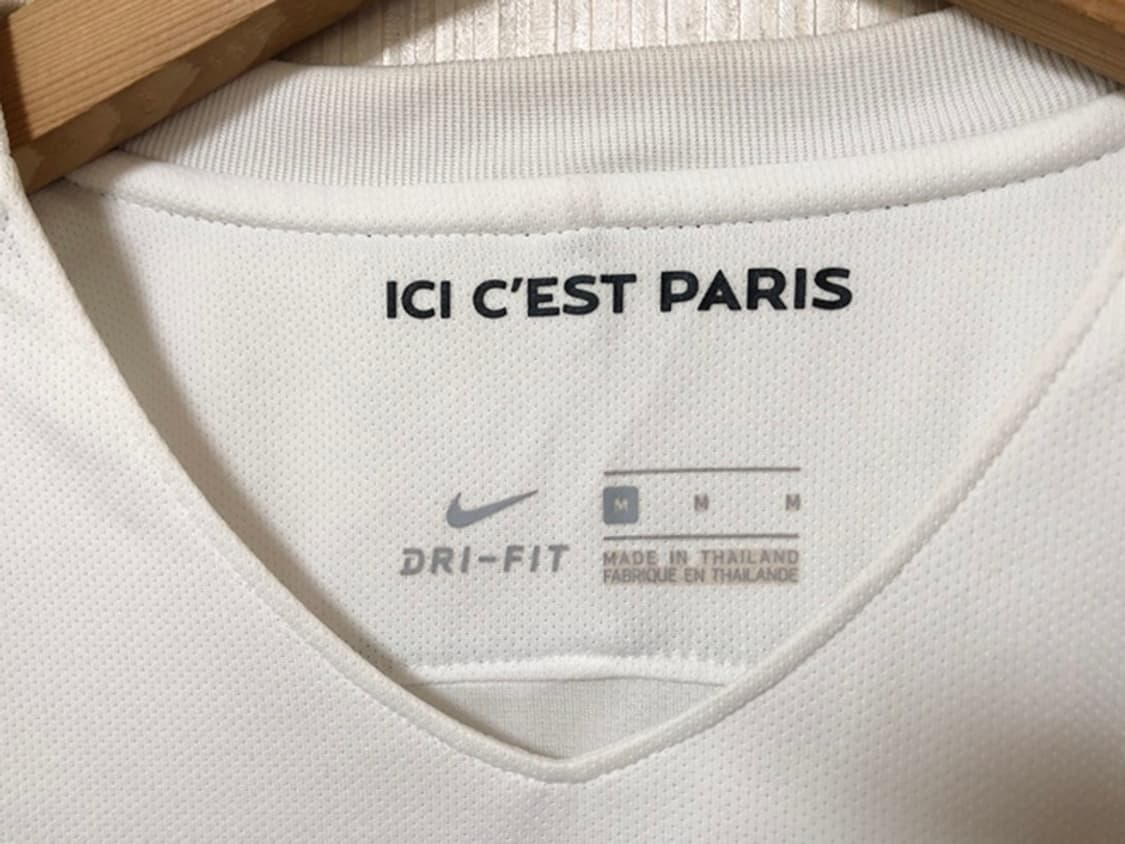 ICI C'EST PARIS
DRI-FIT
M M M
MADE IN THAILAND
FABRIQUE EN THAILANDE